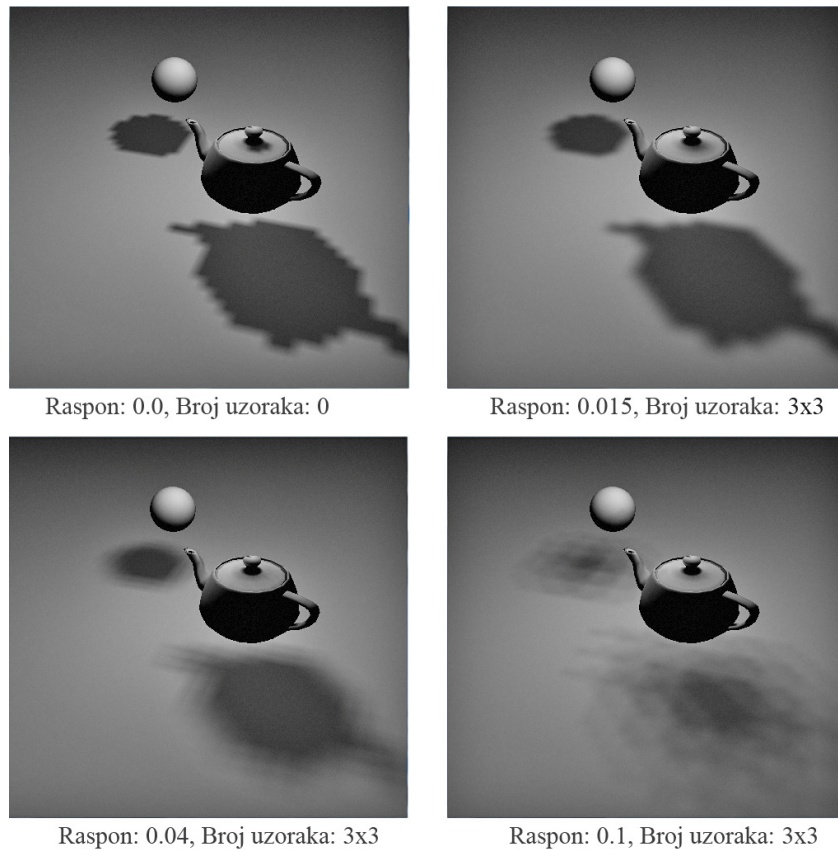 Raspon: 0.0, Broj uzoraka: 0
Raspon: 0.015, Broj uzoraka: 3x3
Raspon: 0.04, Broj uzoraka: 3x3
Raspon: 0.1, Broj uzoraka: 3x3